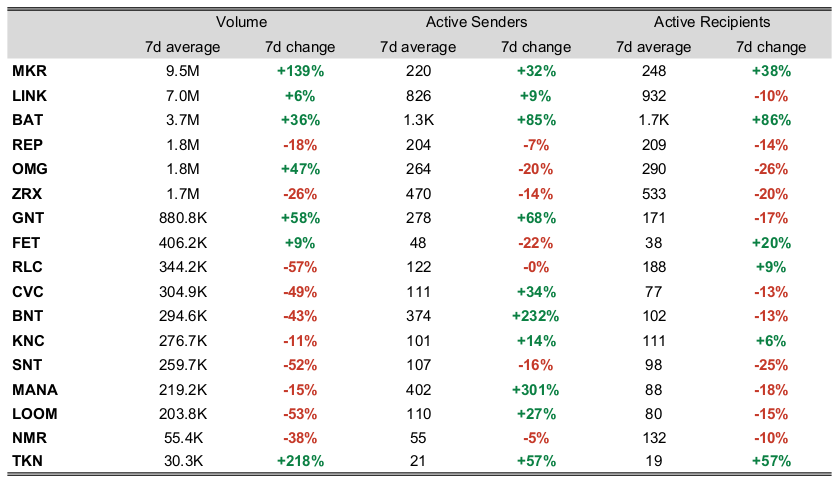 Volume Active Senders Active Recipients
7d average 7d change 7d average 7d change 7d average 7d change
MKR 9.5M +139% 220 +32% 248 +38%
LINK 7.0M +6% 826 +9% 932 -10%
BAT 3.7M +36% 1.3K +85% 1.7K +86%
REP 1.8M -18% 204 -7% 209 -14%
OMG 1.8M +47% 264 -20% 290 -26%
ZRX 1.7M -26% 470 -14% 533 -20%
GNT 880.8K +58% 278 +68% 171 -17%
FET 406.2K +9% 48 -22% 38 +20%
RLC 344.2K -57% 122 -0% 188 +9%
CVC 304.9K -49% 111 +34% 77 -13%
BNT 294.6K -43% 374 +232% 102 -13%
KNC 276.7K -11% 101 +14% 111 +6%
SNT 259.7K -52% 107 -16% 98 -25%
MANA 219.2K -15% 402 +301% 88 -18%
LOOM 203.8K -53% 110 +27% 80 -15%
NMR 55.4K -38% 55 -5% 132 -10%
TKN 30.3K +218% 21 +57% 19 +57%